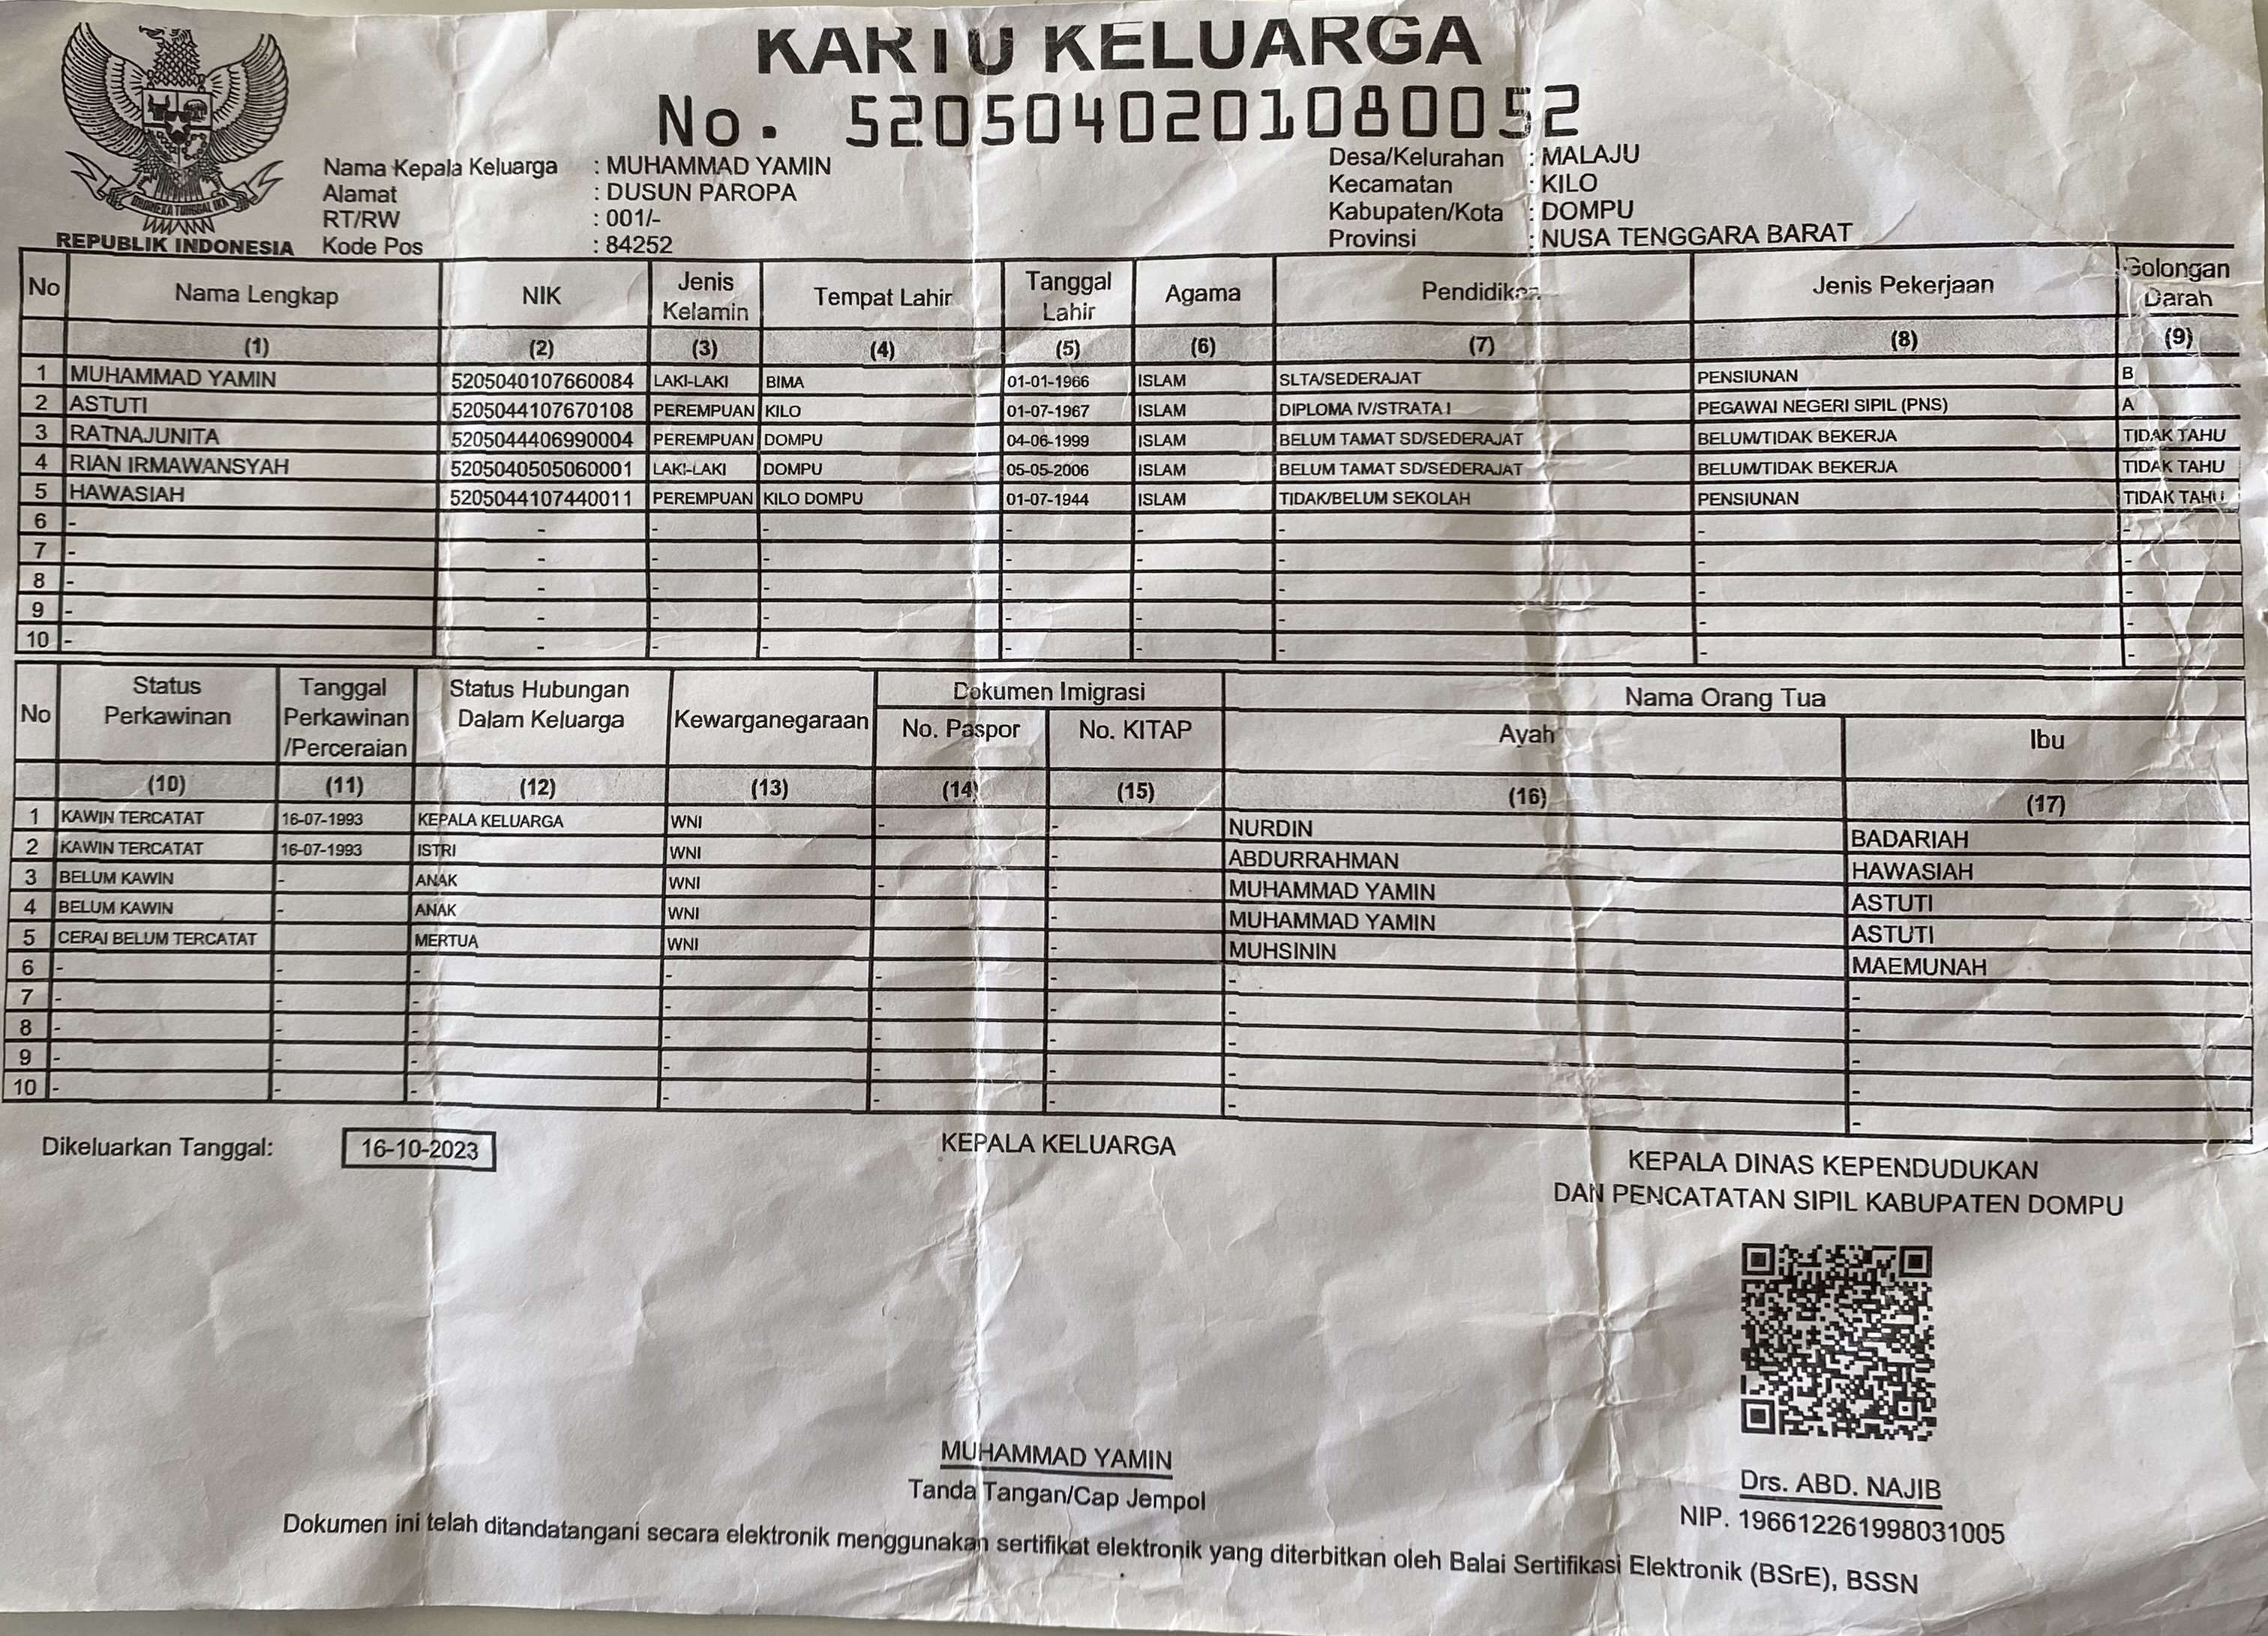 KARTU KELUARGA
No. 5205040201080052
BHINNEKA TUNGGAL IKA
REPUBLIK INDONESIA
Nama Kepala Keluarga : MUHAMMAD YAMIN
Alamat : DUSUN PAROPA
RT/RW : 001/-
Kode Pos : 84252
Desa/Kelurahan : MALAJU
Kecamatan : KILO
Kabupaten/Kota : DOMPU
Provinsi : NUSA TENGGARA BARAT
No Nama Lengkap NIK Jenis Kelamin Tempat Lahir Tanggal Lahir Agama Pendidikan Jenis Pekerjaan Golongan Darah
(1) (2) (3) (4) (5) (6) (7) (8) (9)
1 MUHAMMAD YAMIN 5205040107660084 LAKI-LAKI BIMA 01-01-1966 ISLAM SLTA/SEDERAJAT PENSIUNAN B
2 ASTUTI 5205044107670108 PEREMPUAN KILO 01-07-1967 ISLAM DIPLOMA IV/STRATA I PEGAWAI NEGERI SIPIL (PNS) A
3 RATNAJUNITA 5205044406990004 PEREMPUAN DOMPU 04-06-1999 ISLAM BELUM TAMAT SD/SEDERAJAT BELUM/TIDAK BEKERJA TIDAK TAHU
4 RIAN IRMAWANSYAH 5205040505060001 LAKI-LAKI DOMPU 05-05-2006 ISLAM BELUM TAMAT SD/SEDERAJAT BELUM/TIDAK BEKERJA TIDAK TAHU
5 HAWASIAH 5205044107440011 PEREMPUAN KILO DOMPU 01-07-1944 ISLAM TIDAK/BELUM SEKOLAH PENSIUNAN TIDAK TAHU
6 - - - - - - - - -
7 - - - - - - - - -
8 - - - - - - - - -
9 - - - - - - - - -
10 - - - - - - - - -
No Status Perkawinan Tanggal Perkawinan /Perceraian Status Hubungan Dalam Keluarga Kewarganegaraan Dokumen Imigrasi Nama Orang Tua
No. Paspor No. KITAP Ayah Ibu
(10) (11) (12) (13) (14) (15) (16) (17)
1 KAWIN TERCATAT 16-07-1993 KEPALA KELUARGA WNI - - NURDIN BADARIAH
2 KAWIN TERCATAT 16-07-1993 ISTRI WNI - ABDURRAHMAN HAWASIAH
3 BELUM KAWIN - ANAK WNI - - MUHAMMAD YAMIN ASTUTI
4 BELUM KAWIN - ANAK WNI - MUHAMMAD YAMIN ASTUTI
5 CERAI BELUM TERCATAT MERTUA WNI - MUHSININ MAEMUNAH
6 - - - - - - - -
7 - - - - - - - -
8 - - - - - - - -
9 - - - - - - - -
10 - - - - - - - -
Dikeluarkan Tanggal: 16-10-2023
KEPALA KELUARGA
KEPALA DINAS KEPENDUDUKAN
DAN PENCATATAN SIPIL KABUPATEN DOMPU
MUHAMMAD YAMIN
Tanda Tangan/Cap Jempol
Drs. ABD. NAJIB
NIP. 196612261998031005
Dokumen ini telah ditandatangani secara elektronik menggunakan sertifikat elektronik yang diterbitkan oleh Balai Sertifikasi Elektronik (BSrE), BSSN